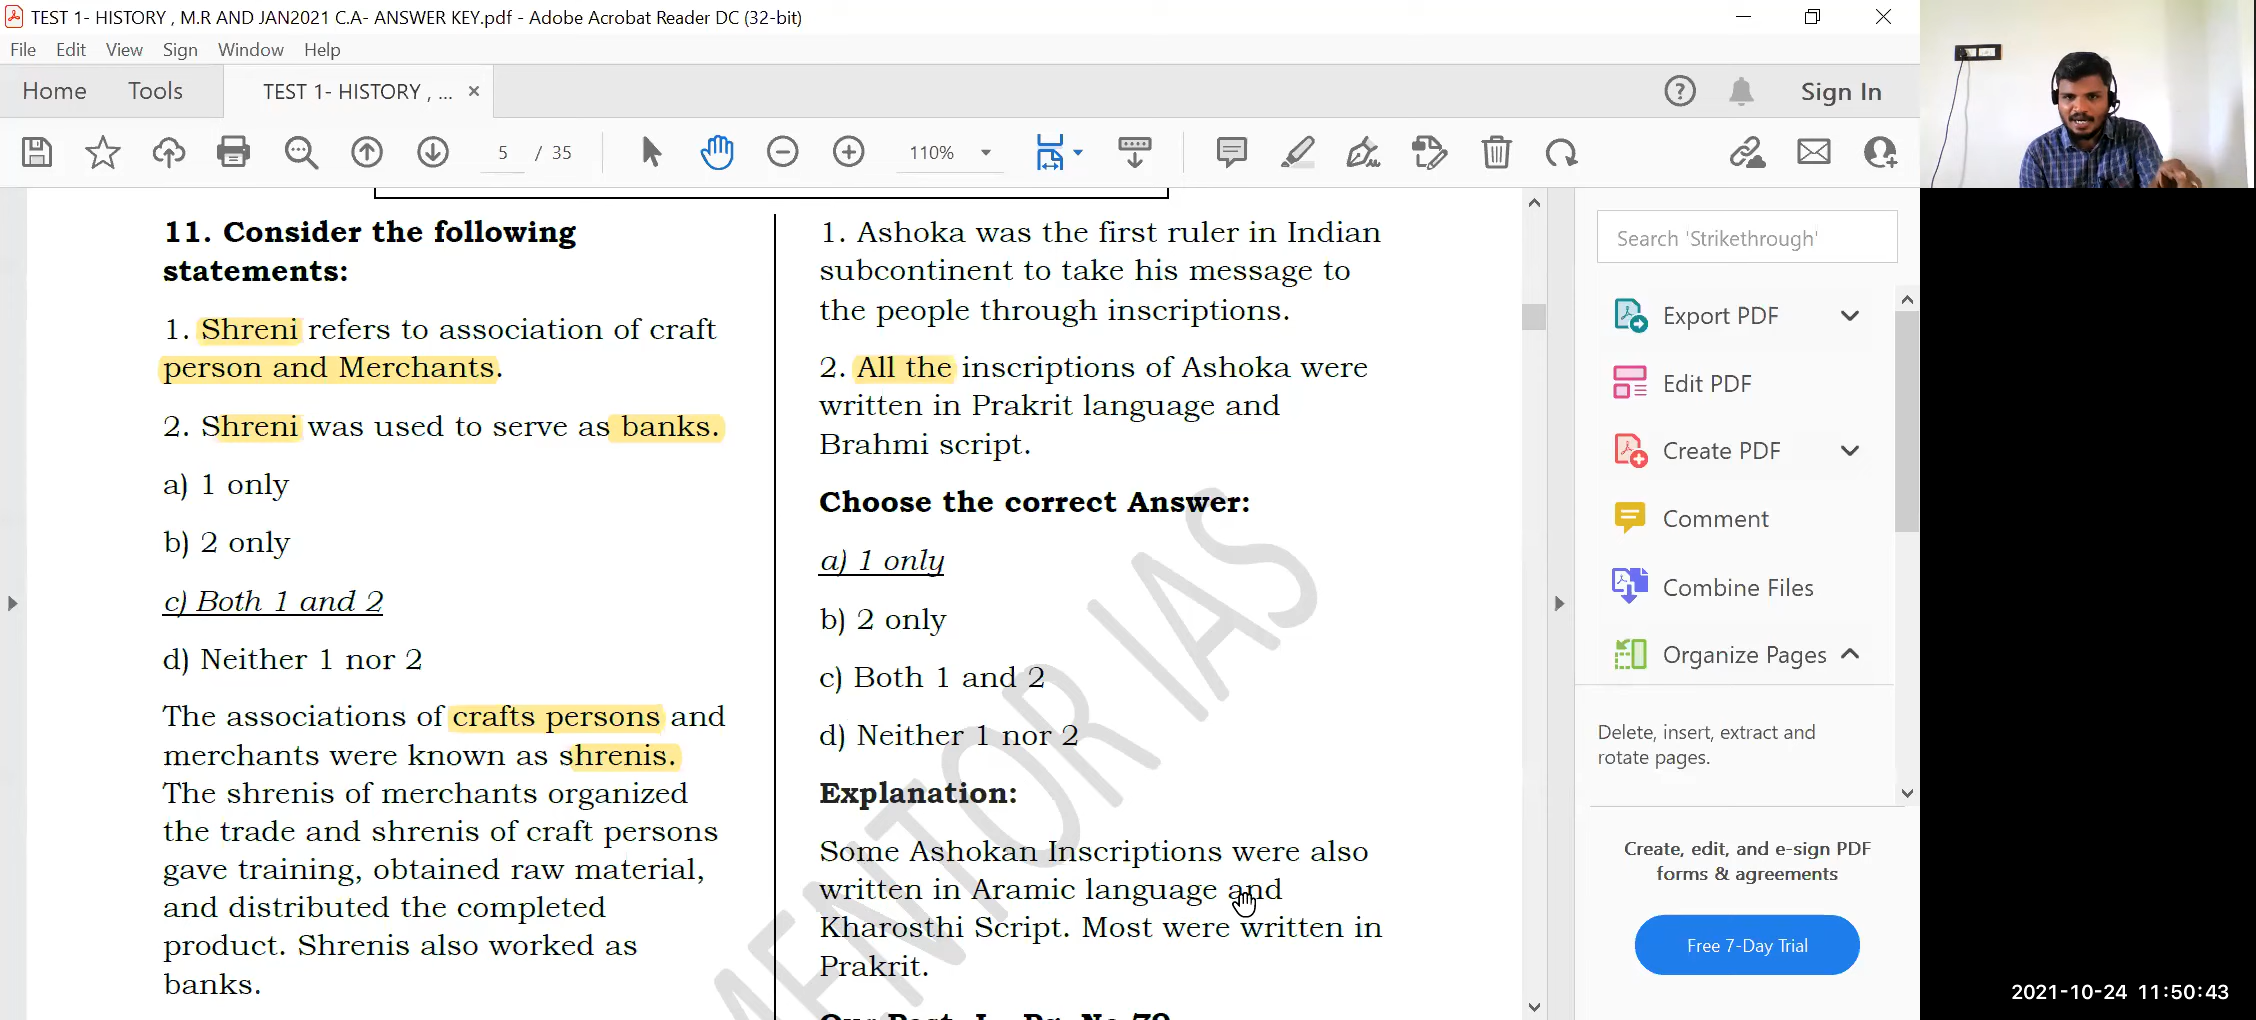 TEST 1- HISTORY , M.R AND JAN2021 C.A- ANSWER KEY.pdf - Adobe Acrobat Reader DC (32-bit)
File Edit View Sign Window Help
Home Tools TEST 1- HISTORY , ... × Sign In
5 / 35 110%
11. Consider the following
statements:
1. Shreni refers to association of craft
person and Merchants.
2. Shreni was used to serve as banks.
a) 1 only
b) 2 only
c) Both 1 and 2
d) Neither 1 nor 2
The associations of crafts persons and
merchants were known as shrenis.
The shrenis of merchants organized
the trade and shrenis of craft persons
gave training, obtained raw material,
and distributed the completed
product. Shrenis also worked as
banks.
1. Ashoka was the first ruler in Indian
subcontinent to take his message to
the people through inscriptions.
2. All the inscriptions of Ashoka were
written in Prakrit language and
Brahmi script.
Choose the correct Answer:
a) 1 only
b) 2 only
c) Both 1 and 2
d) Neither 1 nor 2
Explanation:
Some Ashokan Inscriptions were also
written in Aramic language and
Kharosthi Script. Most were written in
Prakrit.
MENTOR IAS
Search 'Strikethrough'
Export PDF
Edit PDF
Create PDF
Comment
Combine Files
Organize Pages
Delete, insert, extract and
rotate pages.
Create, edit, and e-sign PDF
forms & agreements
Free 7-Day Trial
2021-10-24 11:50:43